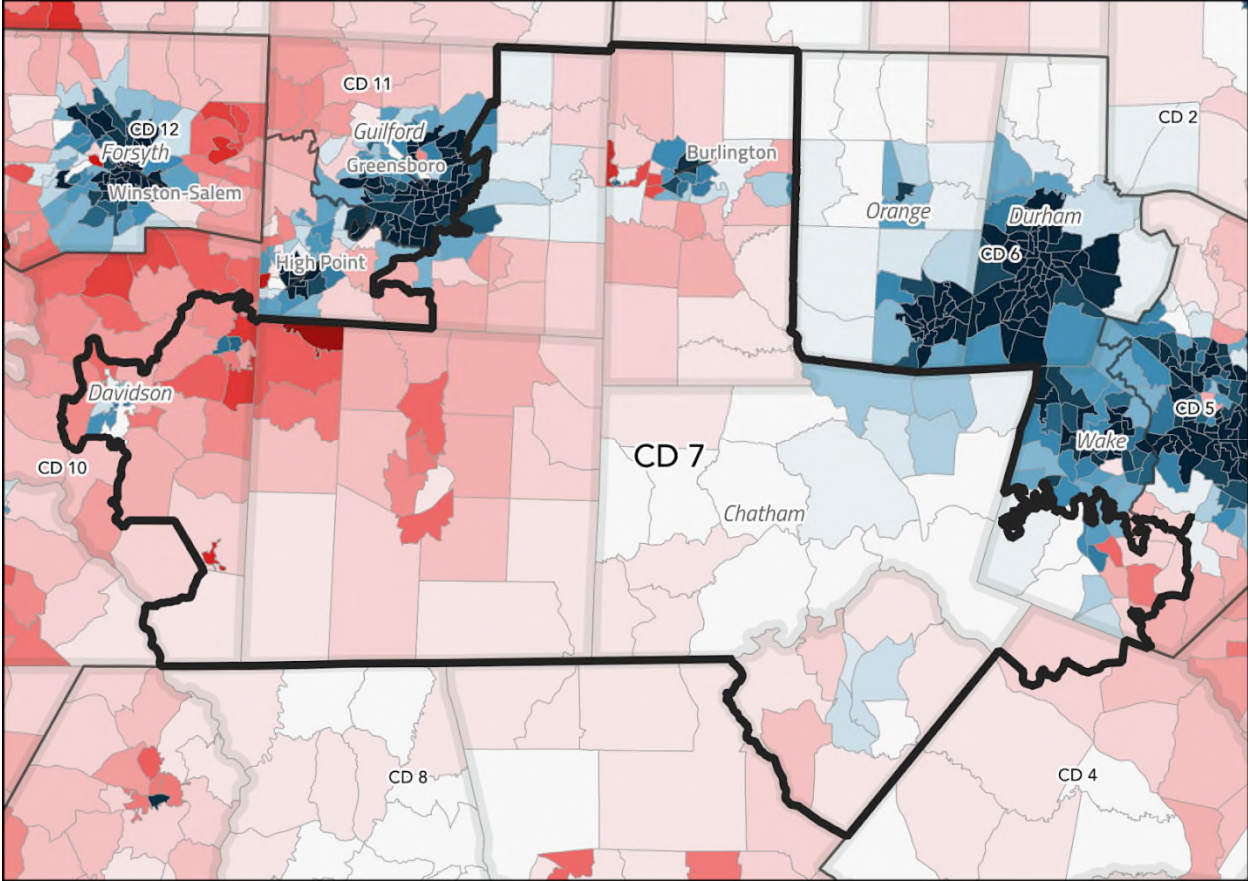 CD 11
CD 2
CD 12
Guilford
Forsyth
Greensboro
Burlington
Winston-Salem
Orange
Durham
CD 6
High Point
Davidson
CD 5
Wake
CD 7
CD 10
Chatham
CD 8
CD 4